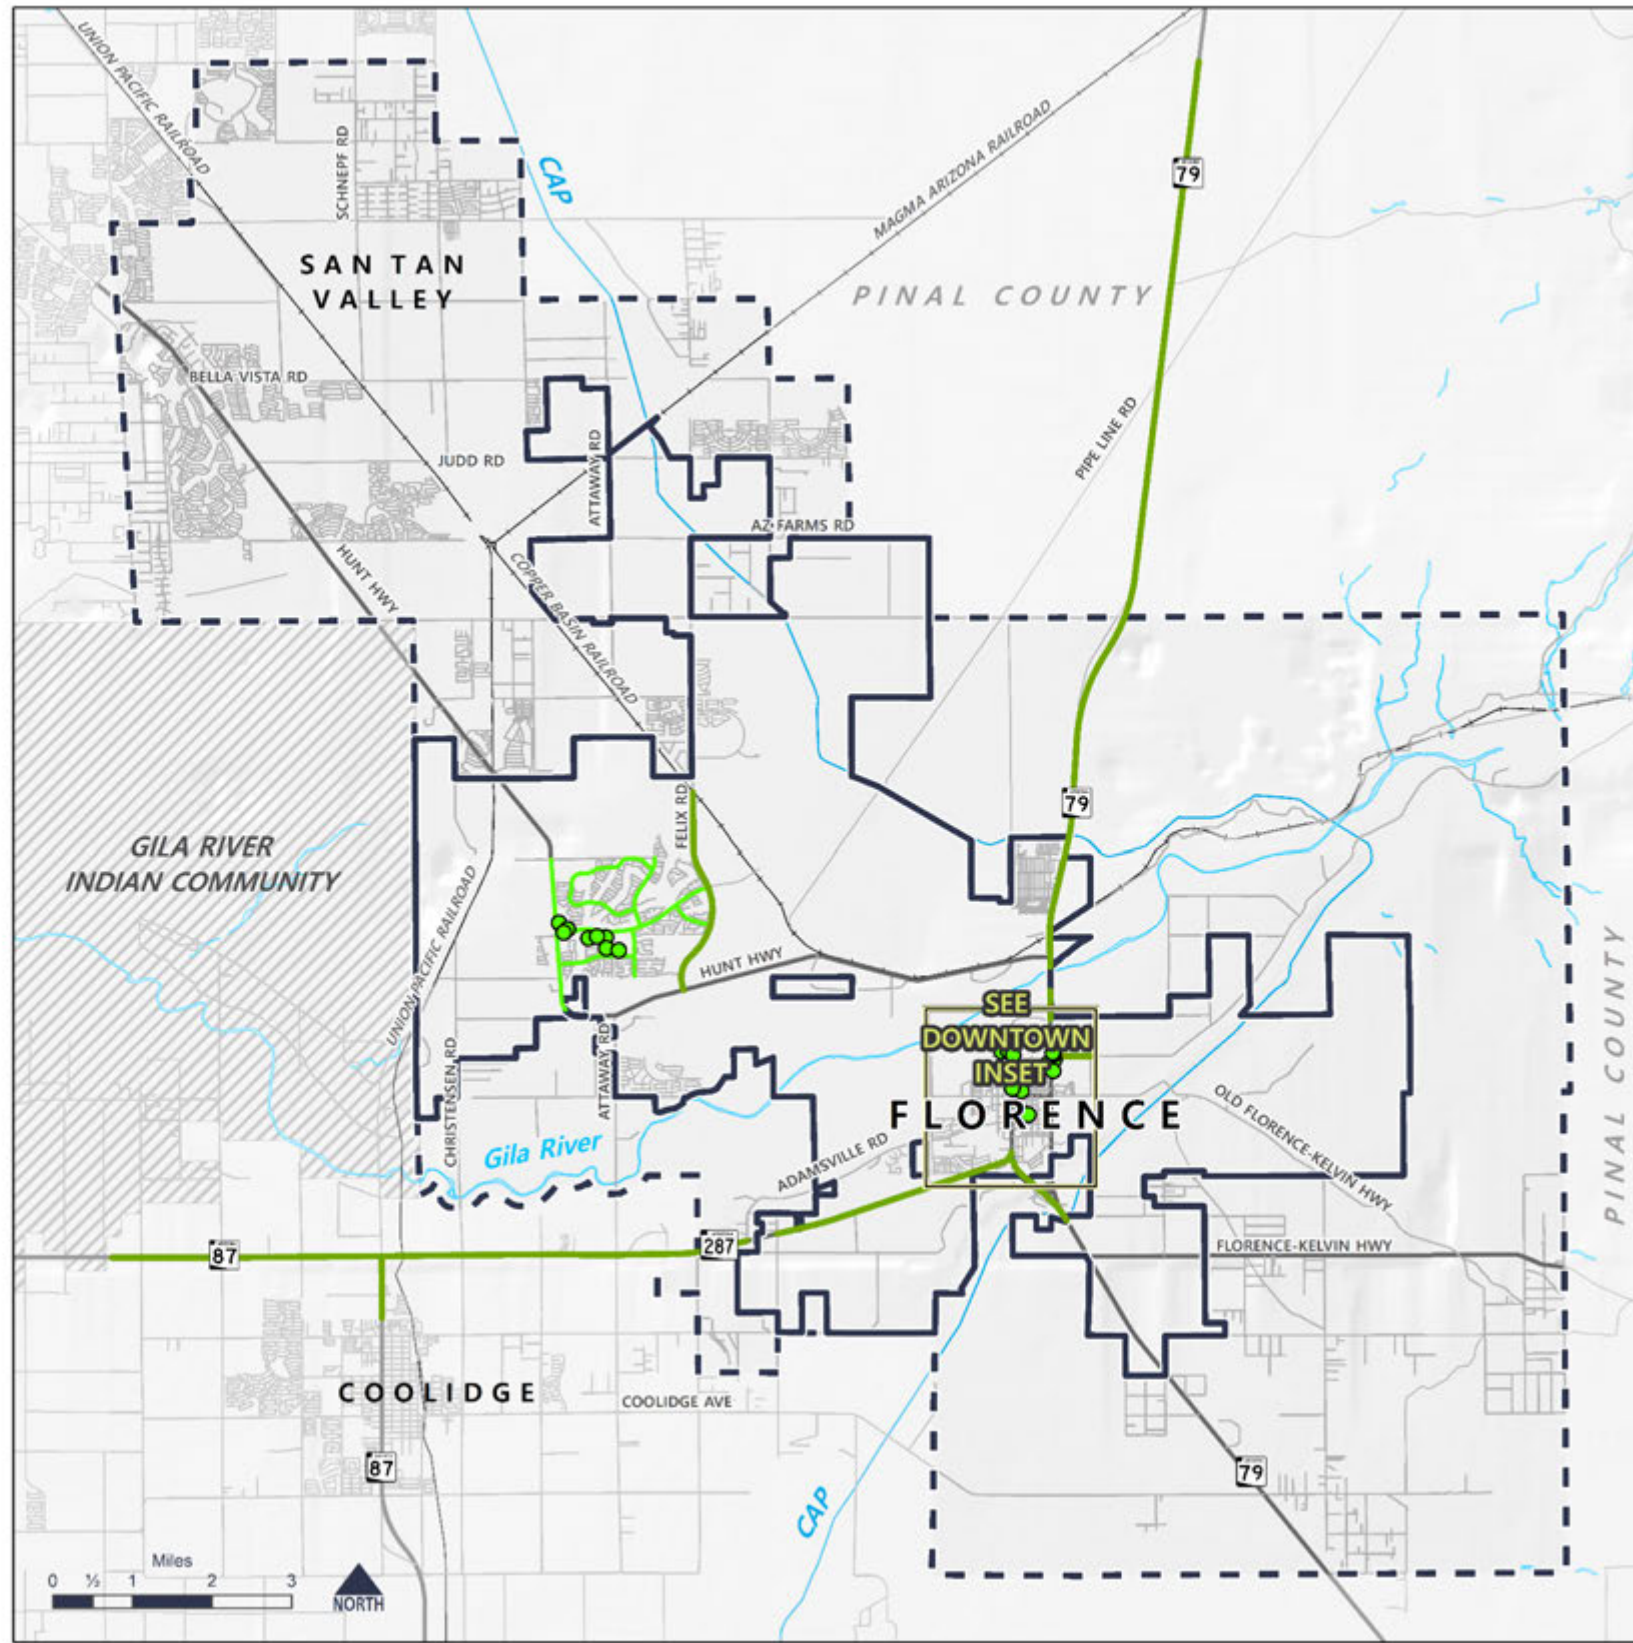 UNION PACIFIC RAILROAD
SCHNEPF RD
CAP
MAGMA ARIZONA RAILROAD
79
SAN TAN
VALLEY
PINAL COUNTY
BELLA VISTA RD
JUDD RD
ATTAWAY RD
PIPE LINE RD
AZ FARMS RD
HUNT HWY
COPPER BASIN RAILROAD
79
FELIX RD
GILA RIVER
INDIAN COMMUNITY
UNION PACIFIC RAILROAD
HUNT HWY
PINAL COUNTY
SEE
DOWNTOWN
INSET
CHRISTENSEN RD
ATTAWAY RD
FLORENCE
OLD FLORENCE-KELVIN HWY
Gila River
ADAMSVILLE RD
87
287
FLORENCE-KELVIN HWY
COOLIDGE
COOLIDGE AVE
87
79
CAP
Miles
0 ½ 1 2 3
NORTH